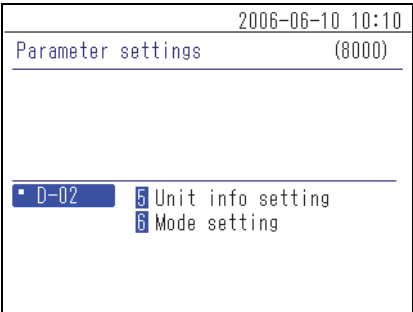 2006-06-10 10:10
Parameter settings (8000)
D-02 5 Unit info setting
6 Mode setting